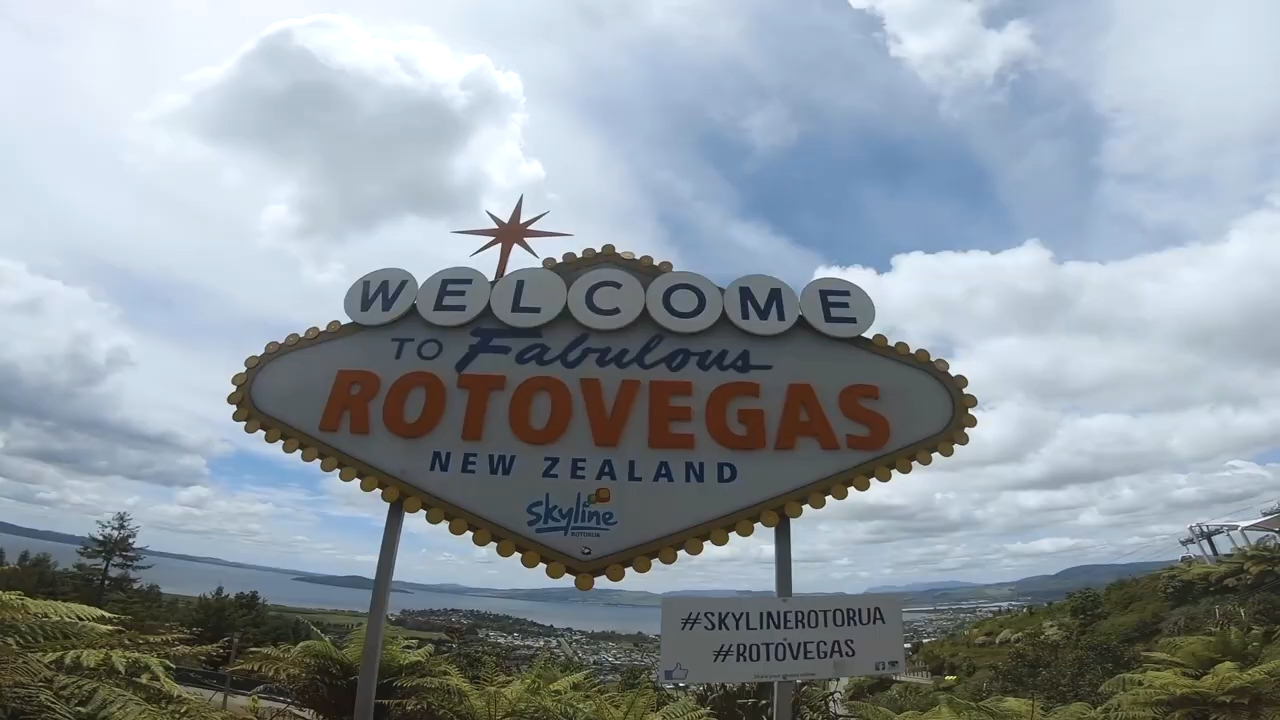 WELCOME
TO Fabulous
ROTOVEGAS
NEW ZEALAND
skyline
ROTORUA
#SKYLINEROTORUA
#ROTOVEGAS